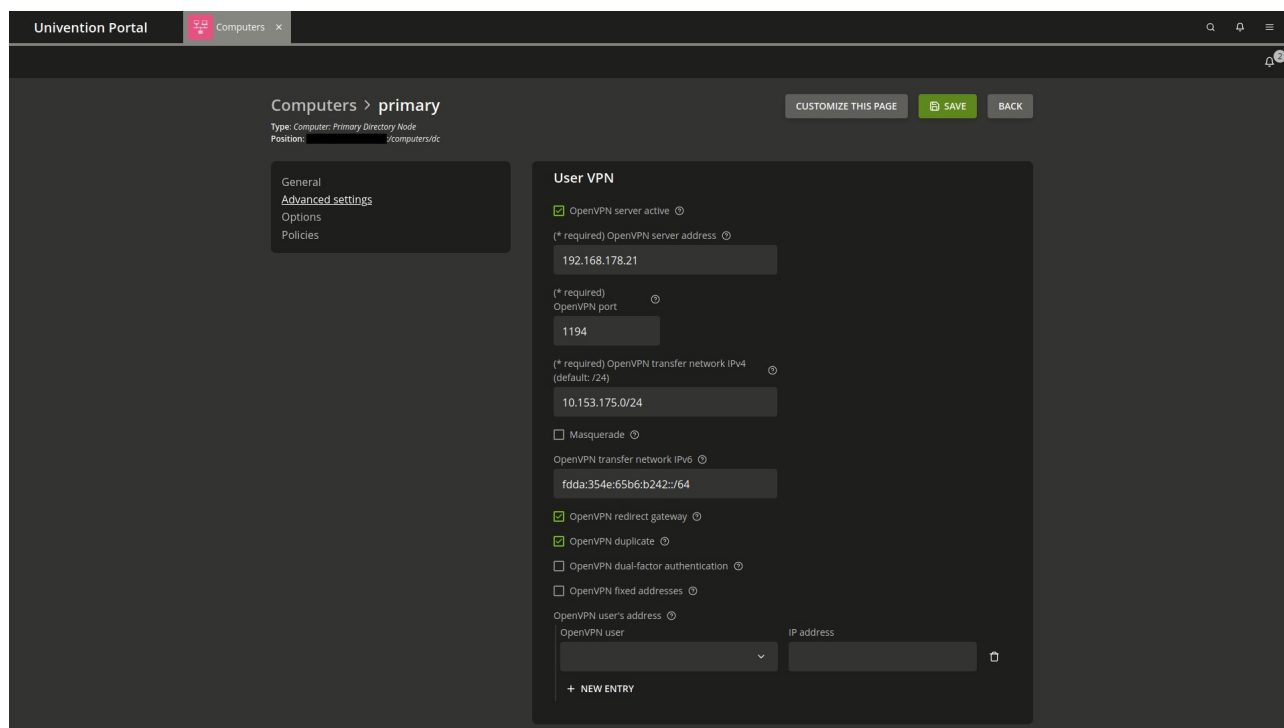 Univention Portal
Computers ×
2
Computers > primary
CUSTOMIZE THIS PAGE
SAVE
BACK
Type: Computer: Primary Directory Node
Position: :/computers/dc
General
Advanced settings
Options
Policies
User VPN
OpenVPN server active
(* required) OpenVPN server address
192.168.178.21
(* required)
OpenVPN port
1194
(* required) OpenVPN transfer network IPv4
(default: /24)
10.153.175.0/24
Masquerade
OpenVPN transfer network IPv6
fdda:354e:65b6:b242::/64
OpenVPN redirect gateway
OpenVPN duplicate
OpenVPN dual-factor authentication
OpenVPN fixed addresses
OpenVPN user's address
OpenVPN user
IP address
+ NEW ENTRY